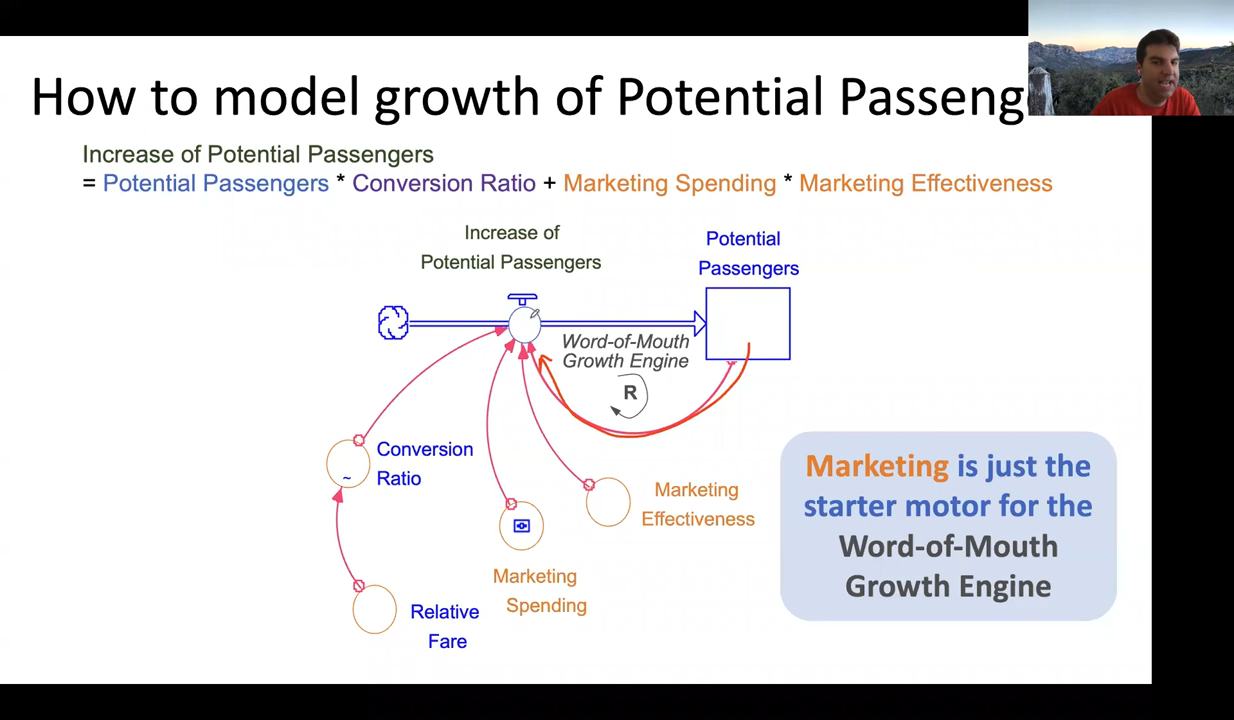 How to model growth of Potential Passeng
Increase of Potential Passengers
= Potential Passengers * Conversion Ratio + Marketing Spending * Marketing Effectiveness
Increase of
Potential Passengers
Potential
Passengers
Word-of-Mouth
Growth Engine
R
Conversion
Ratio
~
Marketing
Effectiveness
Marketing
Spending
Relative
Fare
Marketing is just the
starter motor for the
Word-of-Mouth
Growth Engine